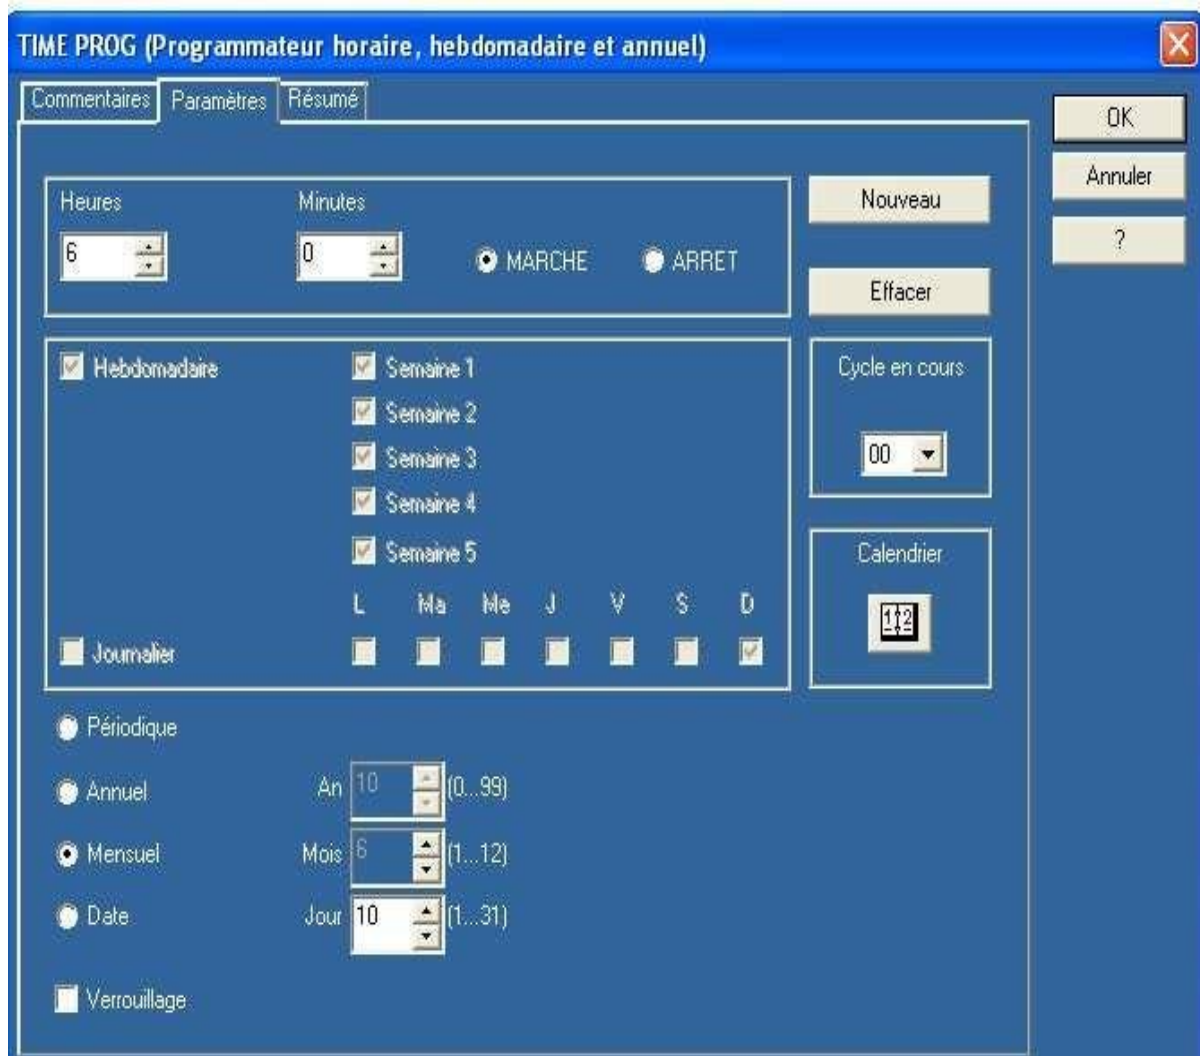 TIME PROG (Programmateur horaire, hebdomadaire et annuel)
Commentaires Paramètres Résumé
OK
Annuler
?
Heures Minutes
6 0 MARCHE ARRET
Nouveau
Effacer
Hebdomadaire Semaine 1
Semaine 2
Semaine 3
Semaine 4
Semaine 5
L Ma Me J V S D
Journalier
Cycle en cours
00
Calendrier
1 2
Périodique
Annuel An 10 (0...99)
Mensuel Mois 6 (1...12)
Date Jour 10 (1...31)
Verrouillage